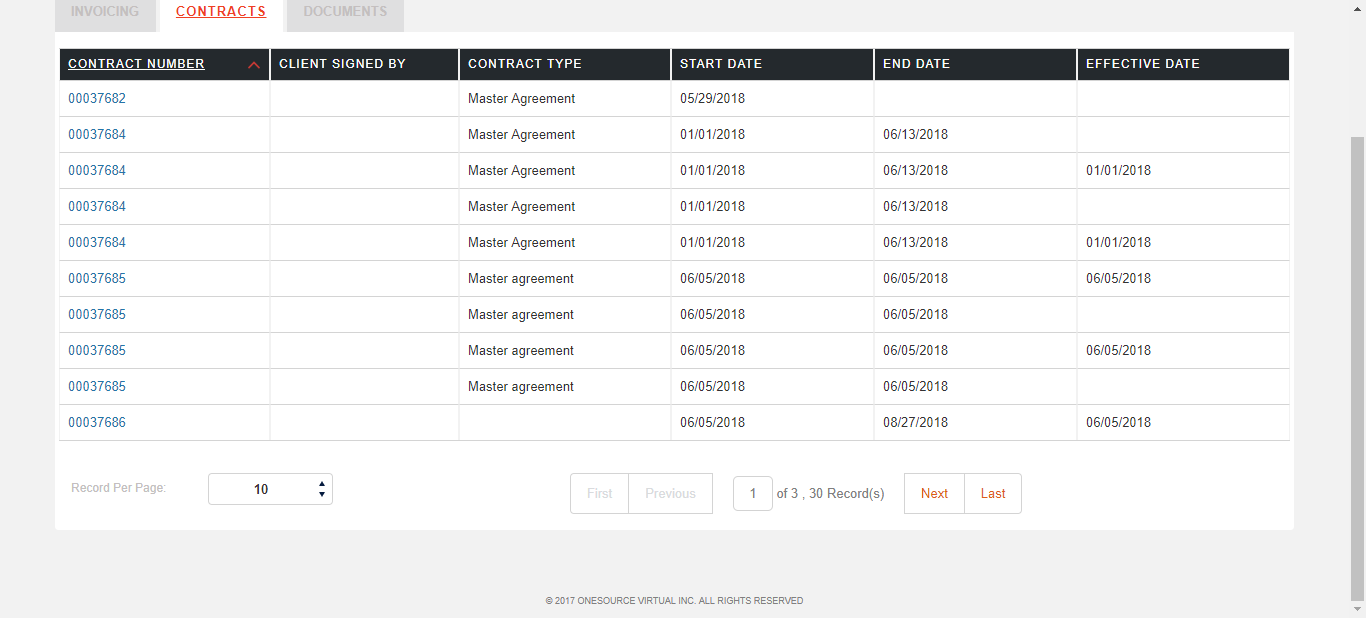 INVOICING CONTRACTS DOCUMENTS
CONTRACT NUMBER CLIENT SIGNED BY CONTRACT TYPE START DATE END DATE EFFECTIVE DATE
00037682 Master Agreement 05/29/2018
00037684 Master Agreement 01/01/2018 06/13/2018
00037684 Master Agreement 01/01/2018 06/13/2018 01/01/2018
00037684 Master Agreement 01/01/2018 06/13/2018
00037684 Master Agreement 01/01/2018 06/13/2018 01/01/2018
00037685 Master agreement 06/05/2018 06/05/2018 06/05/2018
00037685 Master agreement 06/05/2018 06/05/2018
00037685 Master agreement 06/05/2018 06/05/2018 06/05/2018
00037685 Master agreement 06/05/2018 06/05/2018
00037686 06/05/2018 08/27/2018 06/05/2018
Record Per Page: 10 First Previous 1 of 3 , 30 Record(s) Next Last
© 2017 ONESOURCE VIRTUAL INC. ALL RIGHTS RESERVED